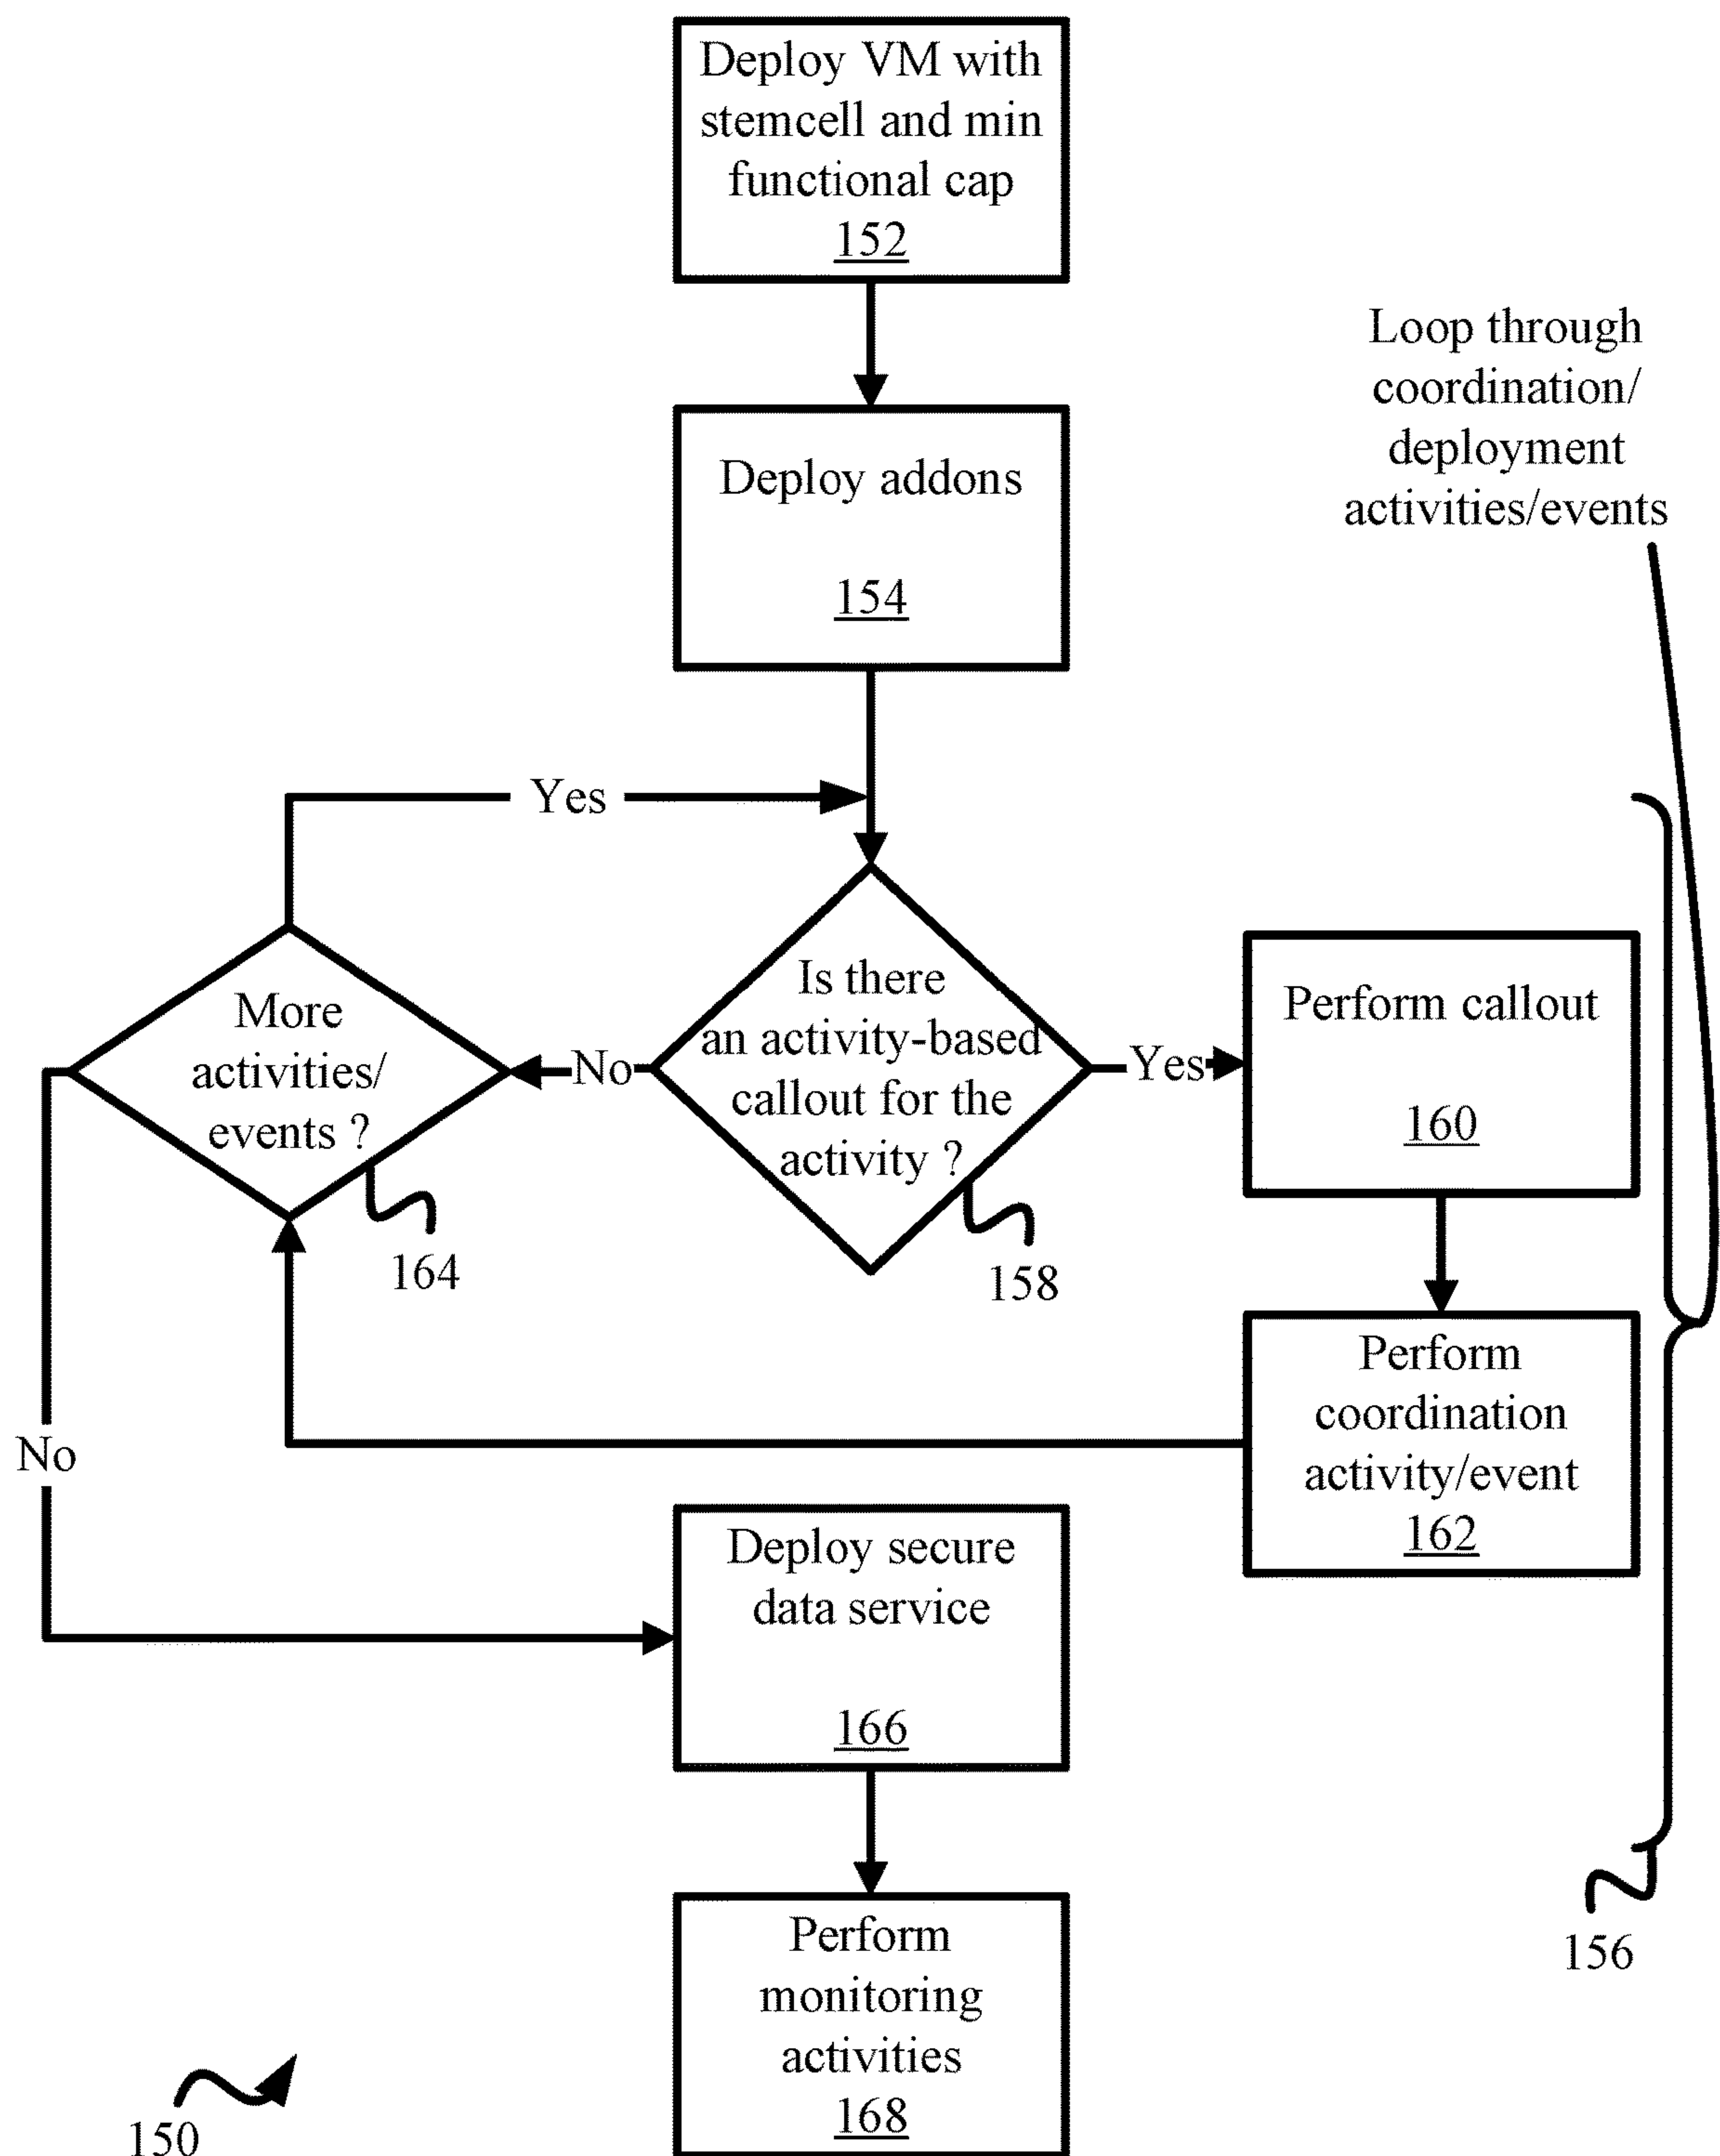 Deploy VM with
stemcell and min
functional cap
152
Loop through
coordination/
deployment
activities/events
Deploy addons
154
Yes
Is there
an activity-based
callout for the
activity ?
158
More
activities/
events ?
164
No
Yes
Perform callout
160
Perform
coordination
activity/event
162
No
Deploy secure
data service
166
156
Perform
monitoring
activities
168
150